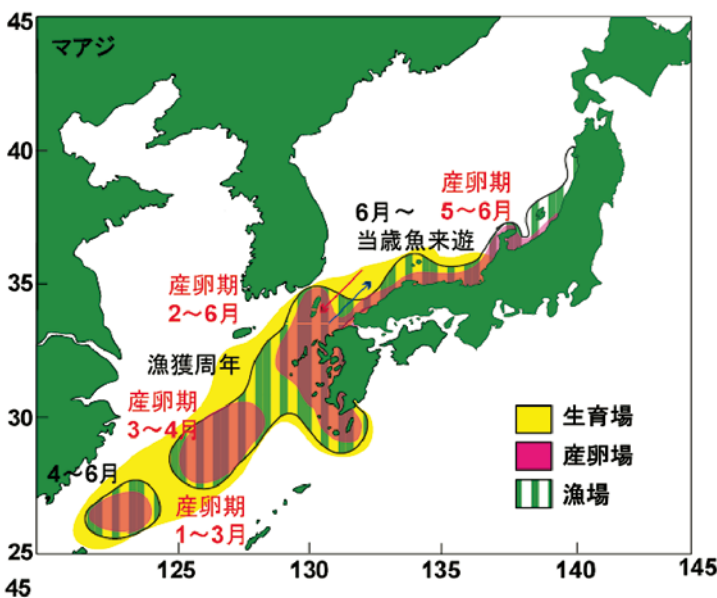 45
マアジ
40
産卵期
5～6月
6月～
当歳魚来遊
35
産卵期
2～6月
漁獲周年
産卵期
3～4月
30
4～6月
産卵期
1～3月
生育場
産卵場
漁場
25
125
130
135
140
145
45